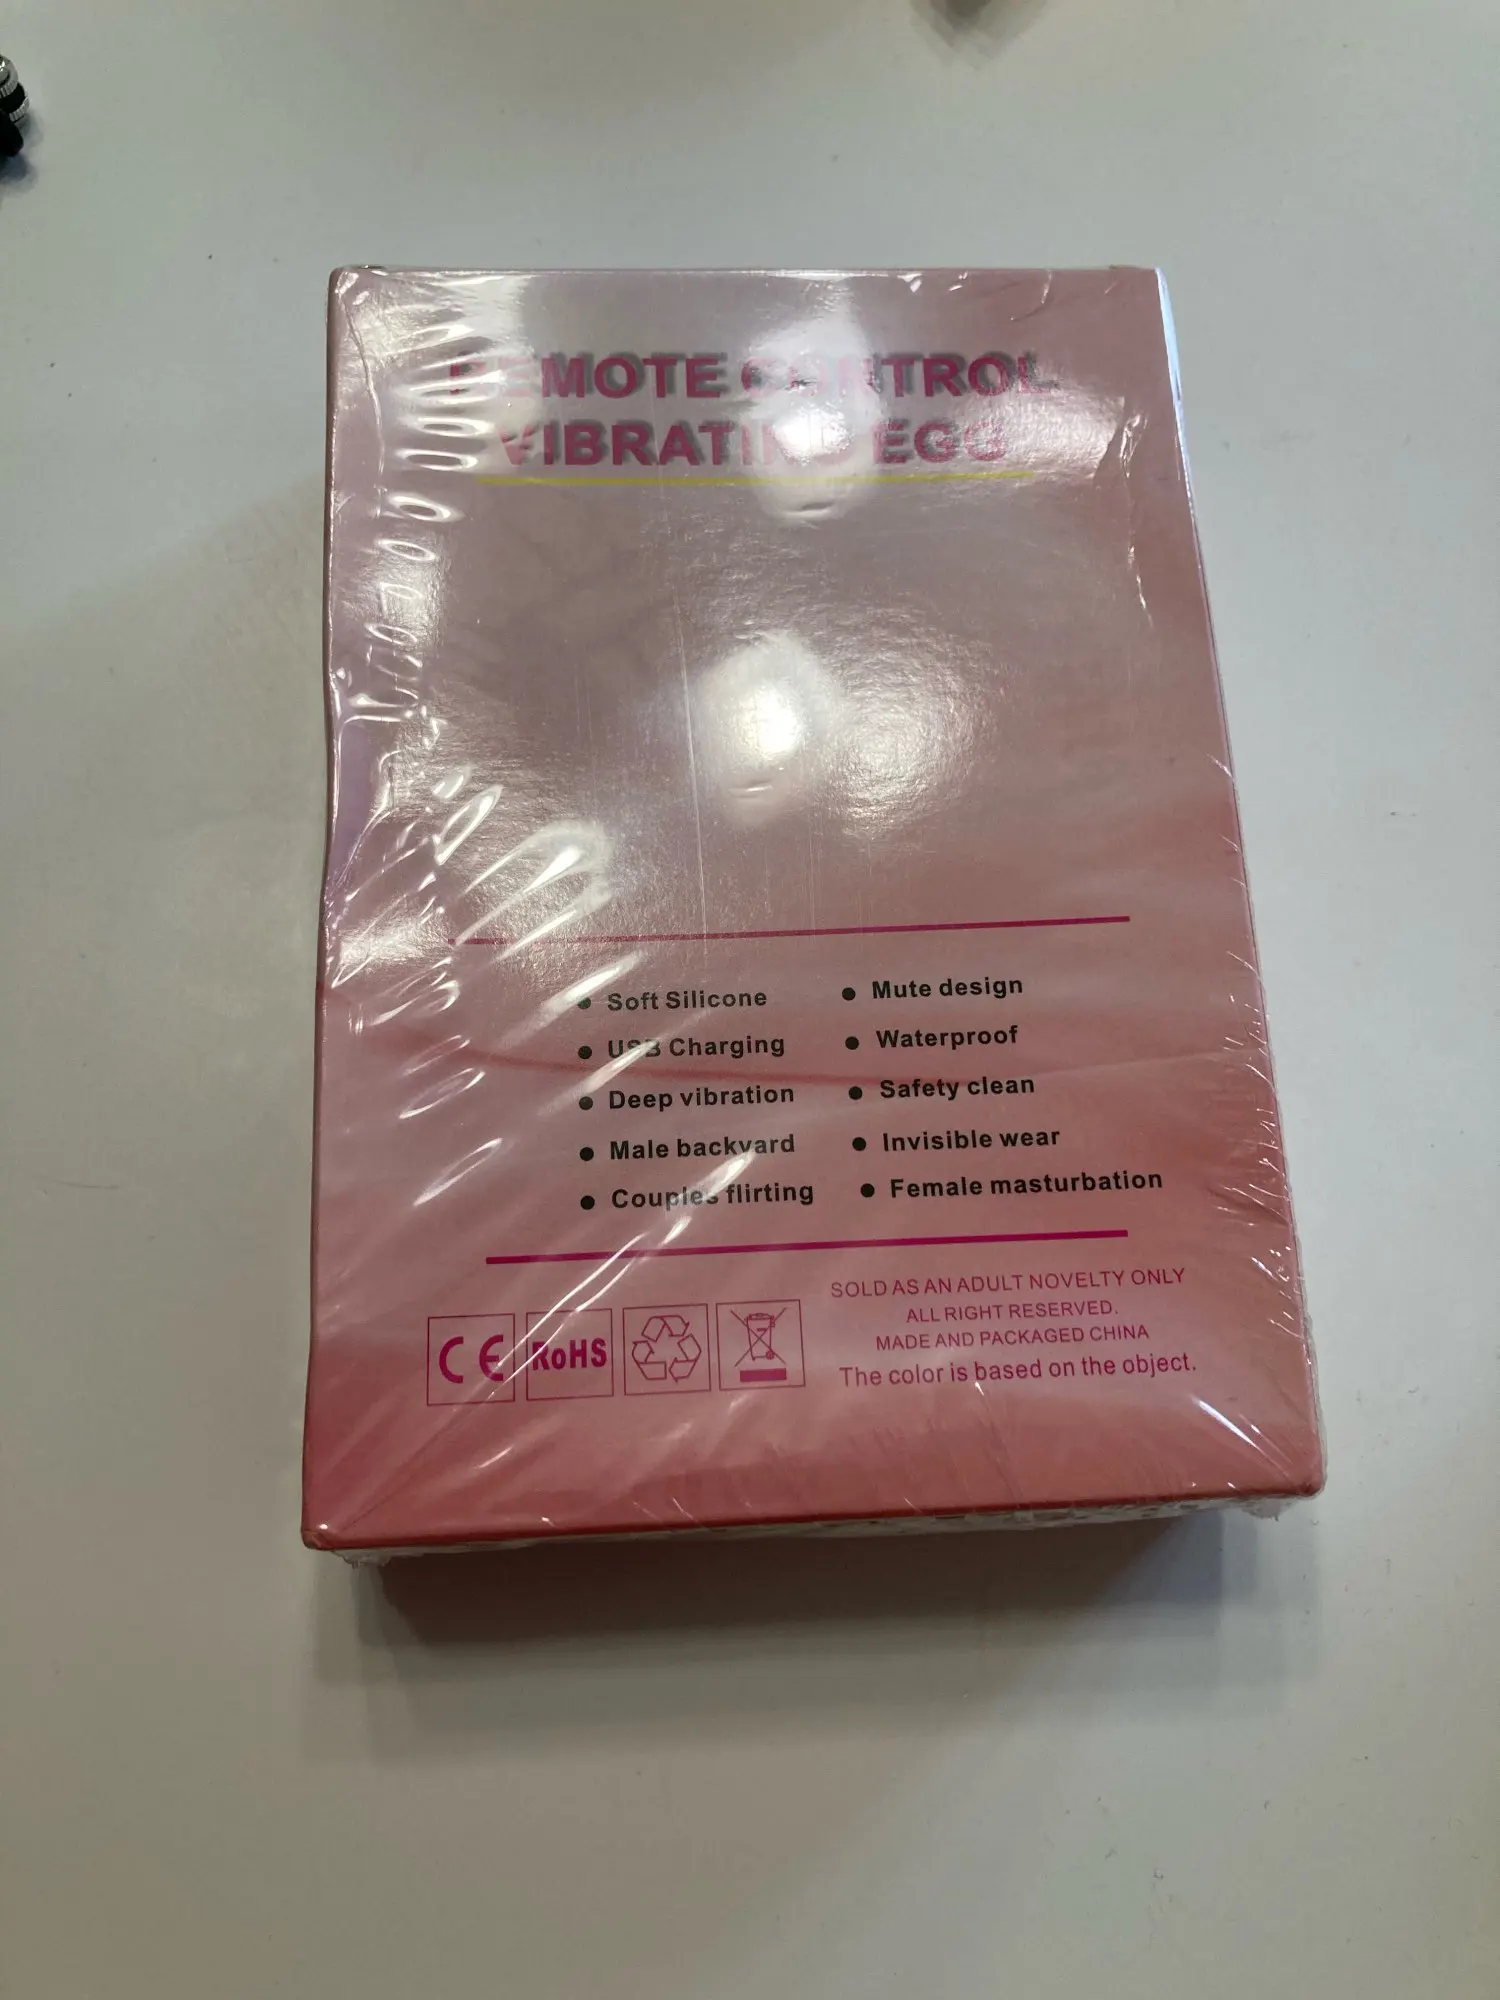 REMOTE CONTROL
VIBRATING EGG
Soft Silicone
USB Charging
Deep vibration
Male backyard
Couples flirting
Mute design
Waterproof
Safety clean
Invisible wear
Female masturbation
CE
RoHS
SOLD AS AN ADULT NOVELTY ONLY
ALL RIGHT RESERVED.
MADE AND PACKAGED CHINA
The color is based on the object.